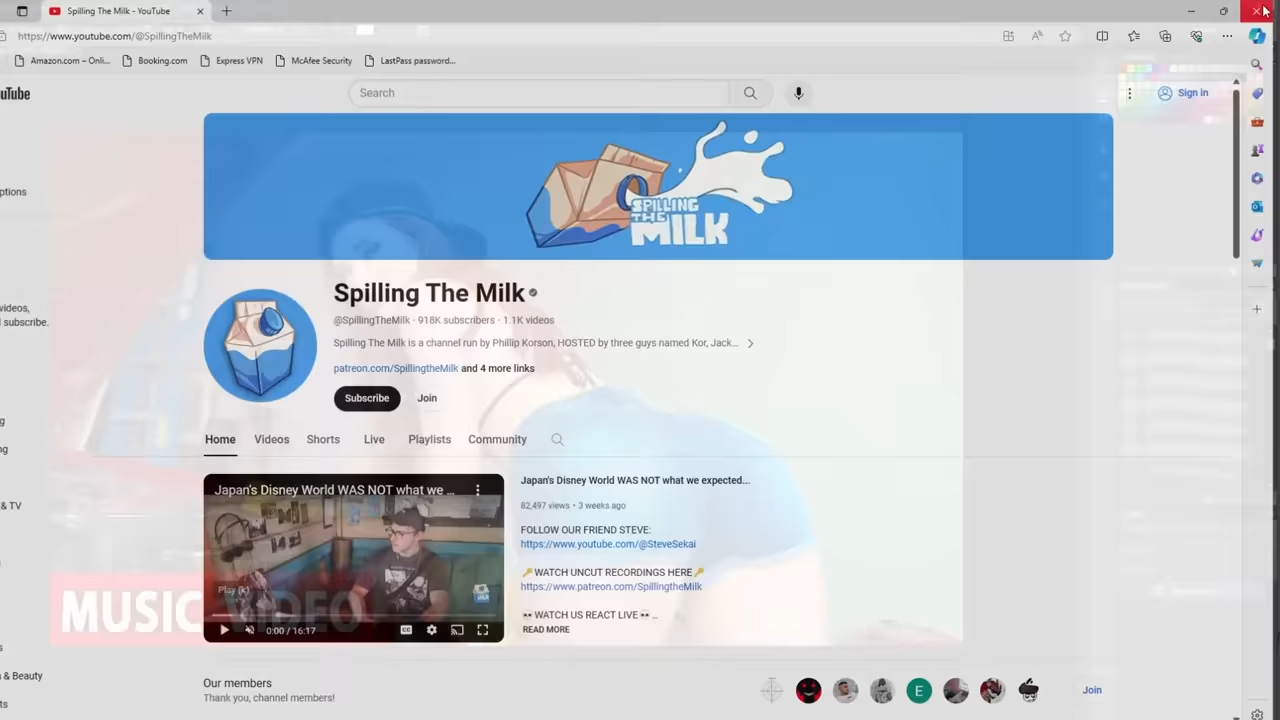 Spilling The Milk - YouTube
https://www.youtube.com/@SpillingTheMilk
Amazon.com – Onli...
Booking.com
Express VPN
McAfee Security
LastPass password...
uTube
Search
Sign in
ptions
SPILLING
THE
MILK
Spilling The Milk
@SpillingTheMilk · 918K subscribers · 1.1K videos
videos,
subscribe.
Spilling The Milk is a channel run by Phillip Korson, HOSTED by three guys named Kor, Jack...
patreon.com/SpillingtheMilk and 4 more links
Subscribe
Join
Home
Videos
Shorts
Live
Playlists
Community
Japan's Disney World WAS NOT what we ...
Japan's Disney World WAS NOT what we expected...
82,497 views • 3 weeks ago
& TV
FOLLOW OUR FRIEND STEVE:
https://www.youtube.com/@SteveSekai
🔑WATCH UNCUT RECORDINGS HERE🔑
https://www.patreon.com/SpillingtheMilk
Play (k)
MUSIC VIDEO
👀WATCH US REACT LIVE👀 ...
0:00 / 16:17
READ MORE
& Beauty
Our members
Thank you, channel members!
E
Join